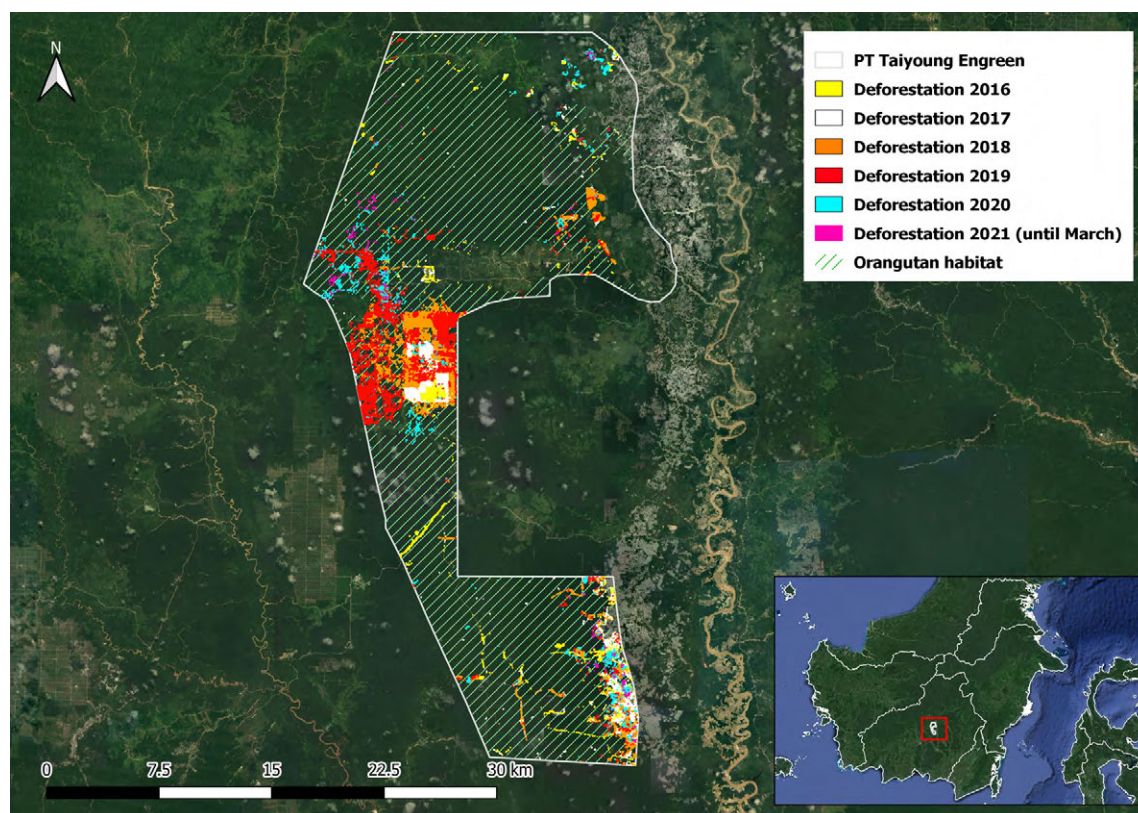 N
PT Taiyoung Engreen
Deforestation 2016
Deforestation 2017
Deforestation 2018
Deforestation 2019
Deforestation 2020
Deforestation 2021 (until March)
Orangutan habitat
0 7.5 15 22.5 30 km